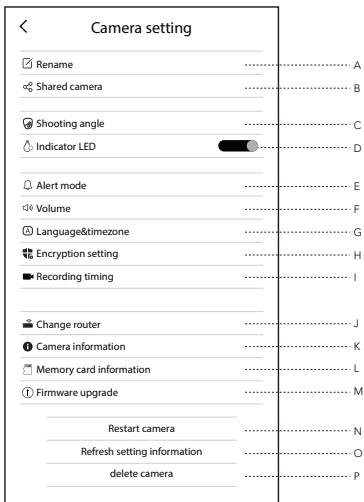 Camera setting
Rename A
Shared camera B
Shooting angle C
Indicator LED D
Alert mode E
Volume F
Language&timezone G
Encryption setting H
Recording timing I
Change router J
Camera information K
Memory card information L
Firmware upgrade M
Restart camera N
Refresh setting information O
delete camera P